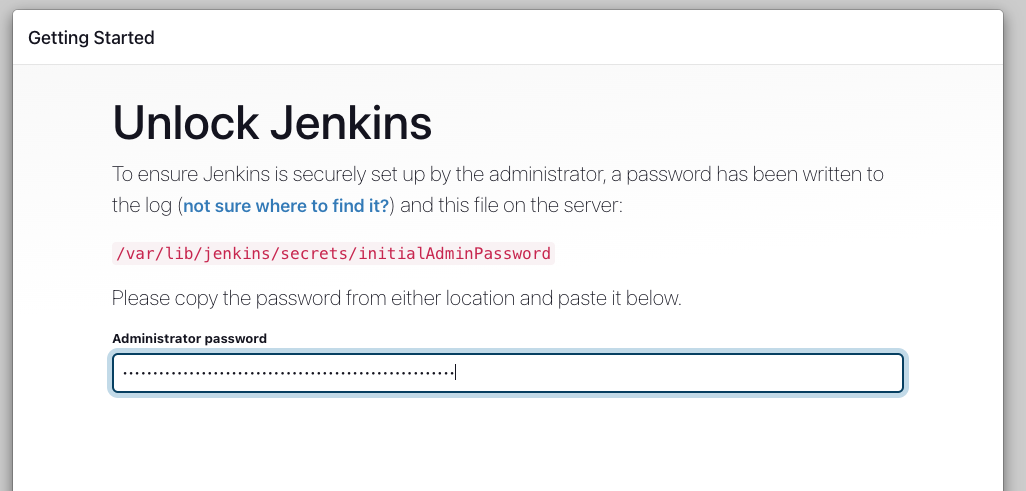 Getting Started
Unlock Jenkins
To ensure Jenkins is securely set up by the administrator, a password has been written to
the log (not sure where to find it?) and this file on the server:
/var/lib/jenkins/secrets/initialAdminPassword
Please copy the password from either location and paste it below.
Administrator password